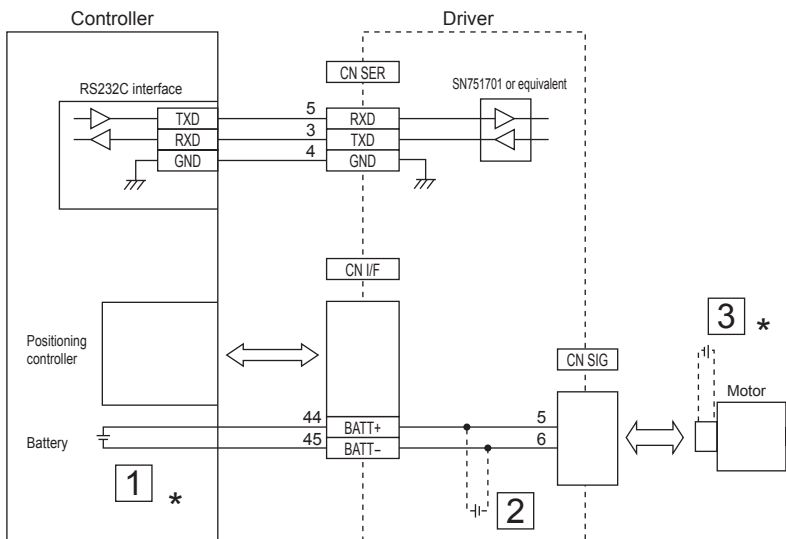 Controller
Driver
CN SER
RS232C interface
SN751701 or equivalent
TXD
5
RXD
RXD
3
TXD
GND
4
GND
CN I/F
Positioning
controller
3 *
CN SIG
Motor
44
BATT+
5
Battery
45
BATT−
6
1 *
2